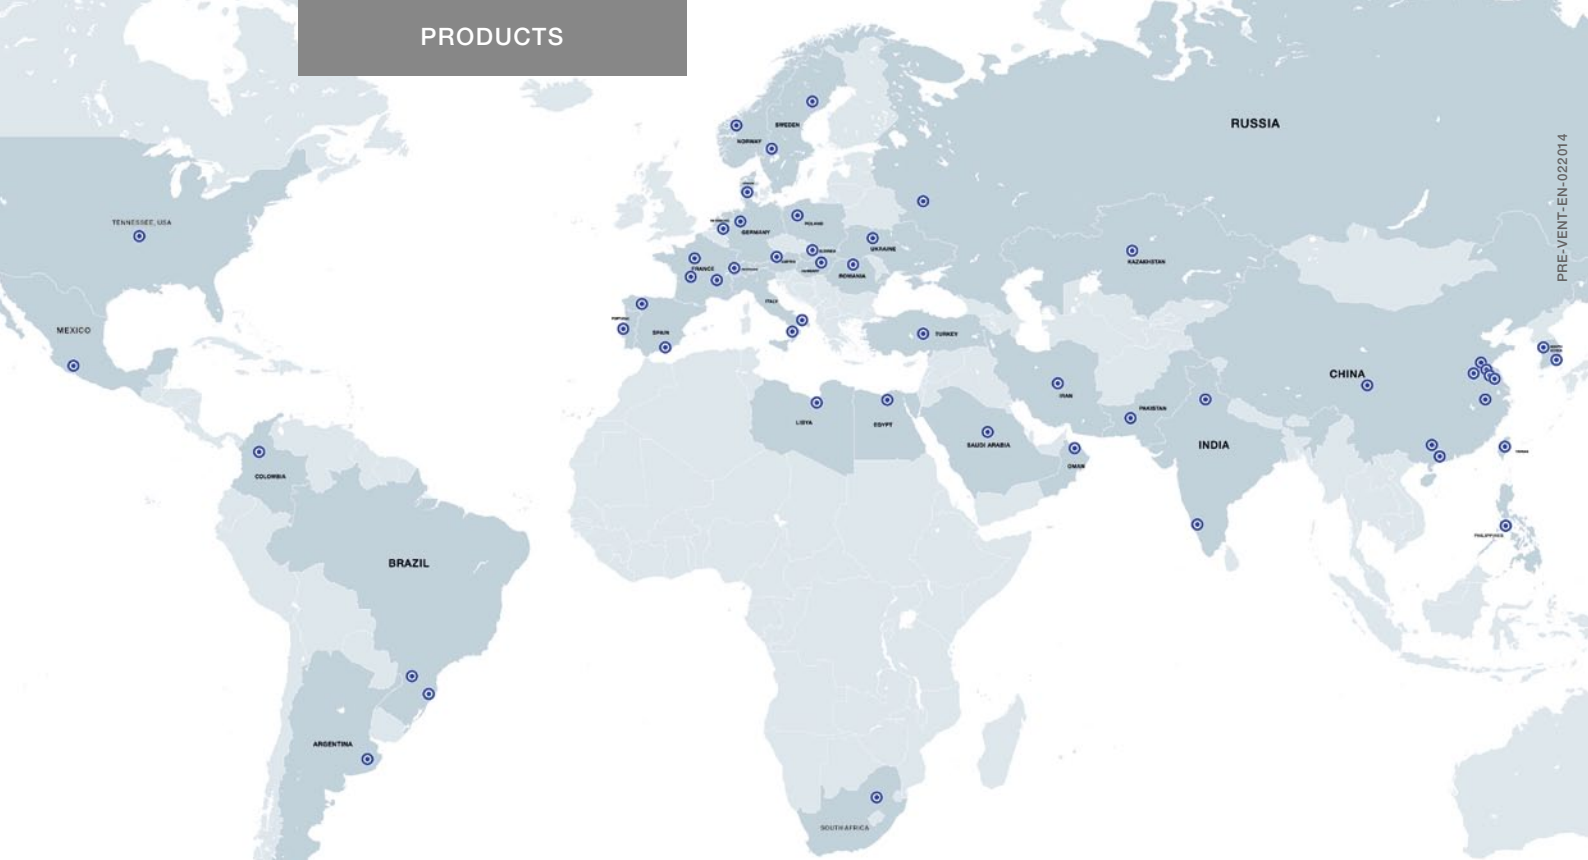 PRODUCTS
RUSSIA
SWEDEN
NORWAY
PRE-VENT-EN-022014
TENNESSEE, USA
POLAND
GERMANY
UKRAINE
KAZAKHSTAN
FRANCE
ROMANIA
ITALY
MEXICO
PORTUGAL
SPAIN
TURKEY
CHINA
IRAN
PAKISTAN
LIBYA
EGYPT
SAUDI ARABIA
INDIA
OMAN
COLOMBIA
PHILIPPINES
BRAZIL
ARGENTINA
SOUTH AFRICA